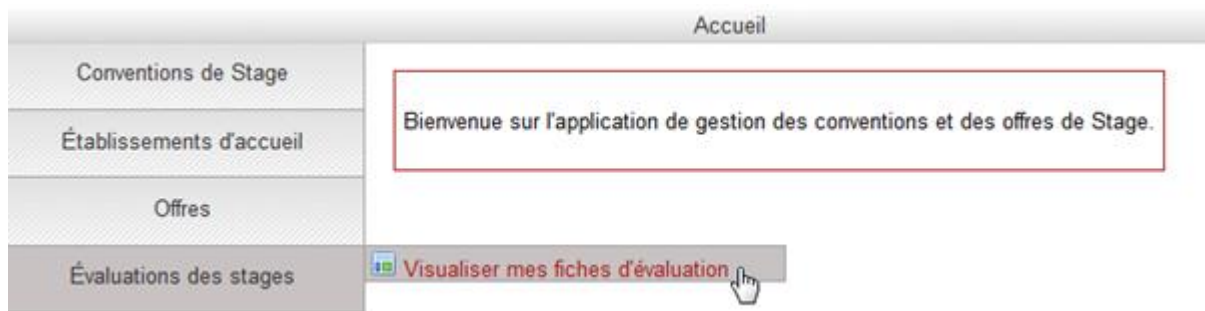 Accueil
Conventions de Stage
Bienvenue sur l'application de gestion des conventions et des offres de Stage.
Établissements d'accueil
Offres
Évaluations des stages
Visualiser mes fiches d'évaluation